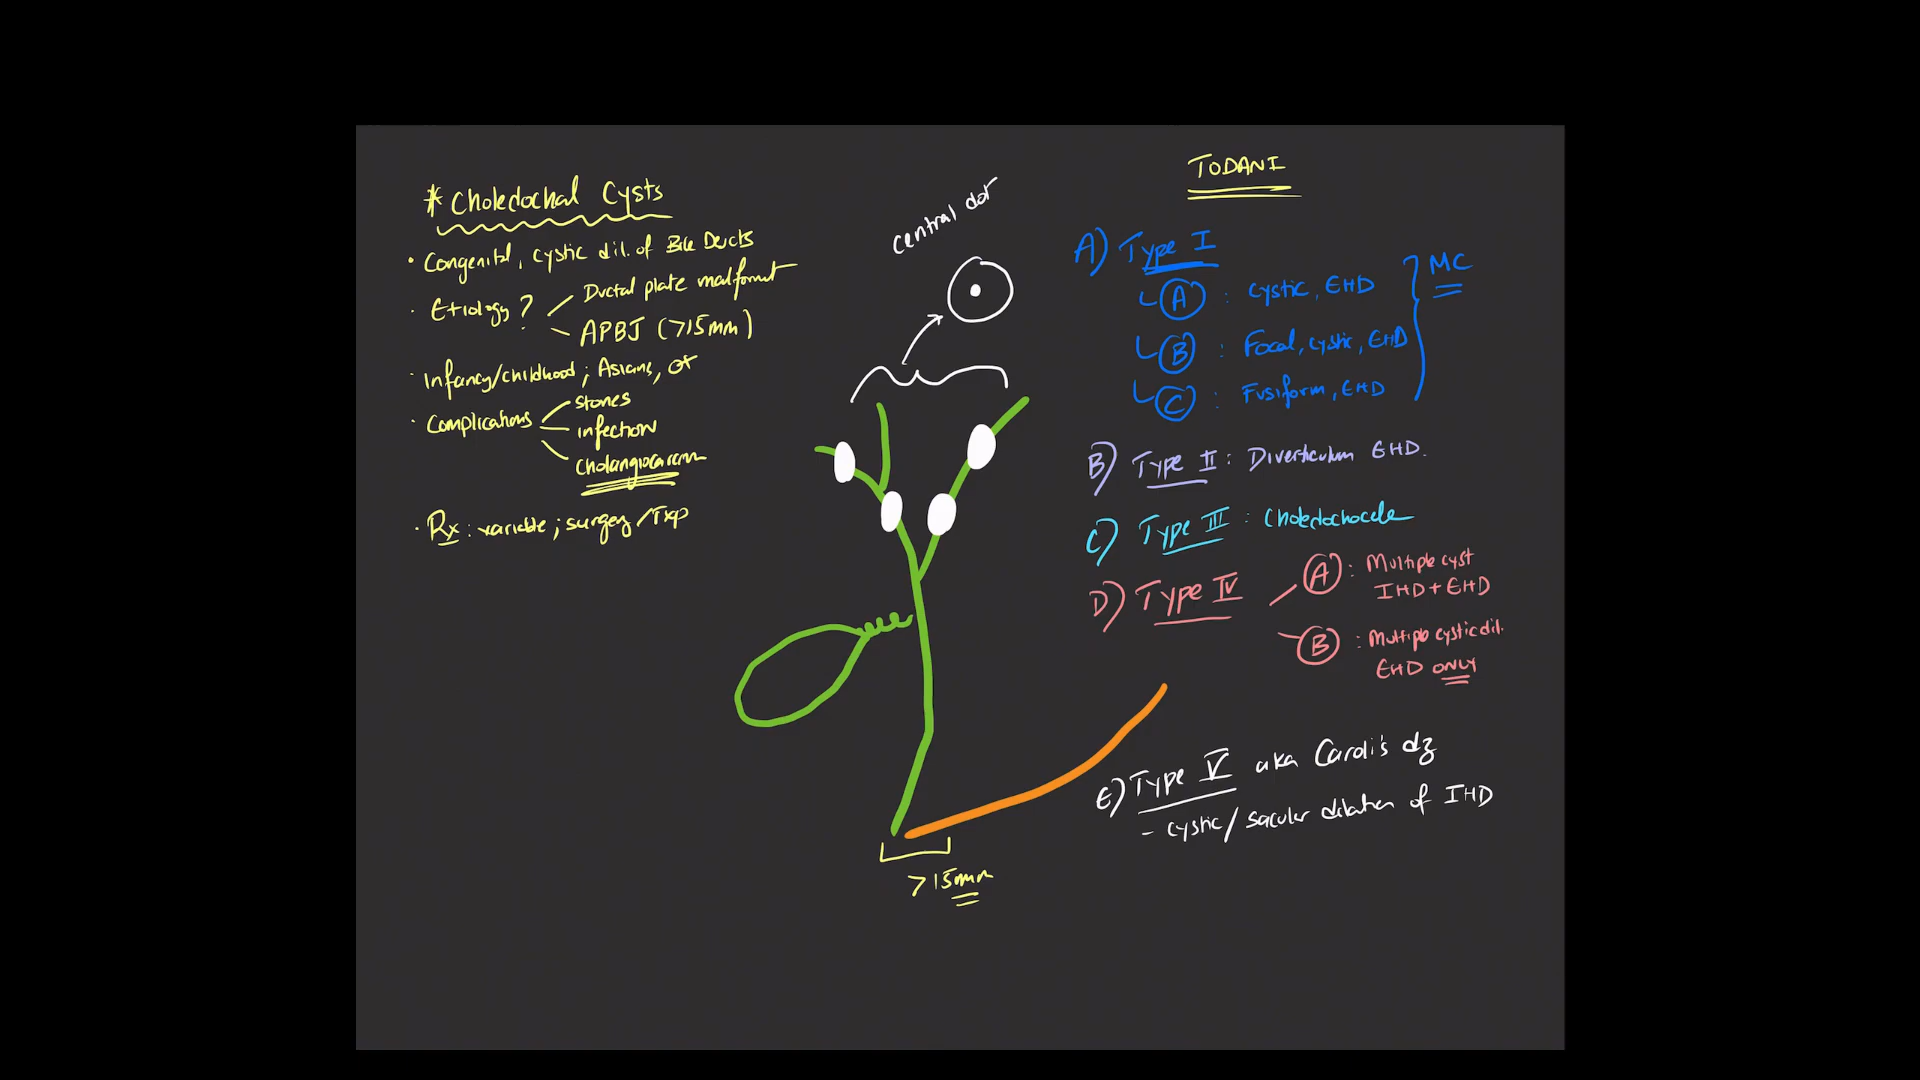 * Choledochal Cysts
· Congenital, cystic dil. of Bile Ducts
· Etiology? Ductal plate malformat
APBJ (>15mm)
· Infancy/childhood; Asians,
· Complications stones
infection
cholangiocarcin
· Rx: variable; surgery/Txp
central dot
>15mm
TODANI
A) Type I
A : cystic, EHD
B : Focal, cystic, EHD
C : Fusiform, EHD
MC
B) Type II : Diverticulum EHD.
C) Type III : Choledochocele
D) Type IV
A : Multiple cyst
IHD + EHD
B : Multiple cystic dil.
EHD ONLY
E) Type V aka Caroli's dz
- cystic/saccular dilation of IHD